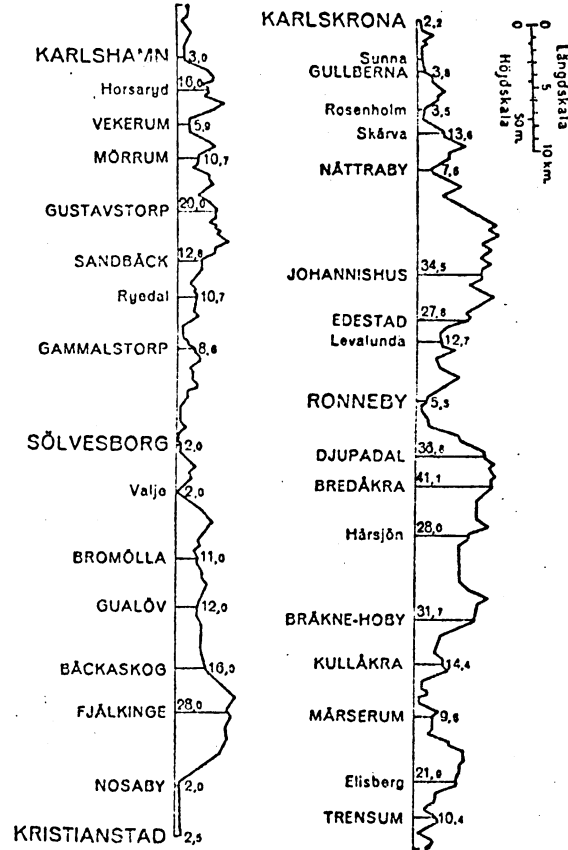 KARLSHAMN 3,0
Horsaryd 16,0
VEKERUM 5,9
MÖRRUM 10,7
GUSTAVSTORP 20,0
SANDBÄCK 12,8
Ryedal 10,7
GAMMALSTORP 8,6
SÖLVESBORG 2,0
Valje 2,0
BROMÖLLA 11,0
GUALÖV 12,0
BÄCKASKOG 16,0
FJÄLKINGE 28,0
NOSABY 2,0
KRISTIANSTAD 2,5
KARLSKRONA 2,2
Sunna
GULLBERNA 3,8
Rosenholm 3,5
Skärva 13,6
NÄTTRABY 7,6
JOHANNISHUS 34,5
EDESTAD 27,8
Levalunda 12,7
RONNEBY 5,5
DJUPADAL
BREDÅKRA 41,1
Härsjön 28,0
BRÄKNE-HOBY 31,7
KULLÅKRA 14,4
MÅRSERUM 9,6
Elisberg 21,0
TRENSUM 10,4
Längdskala
0 5 10 km.
Höjdskala
0 50 m.